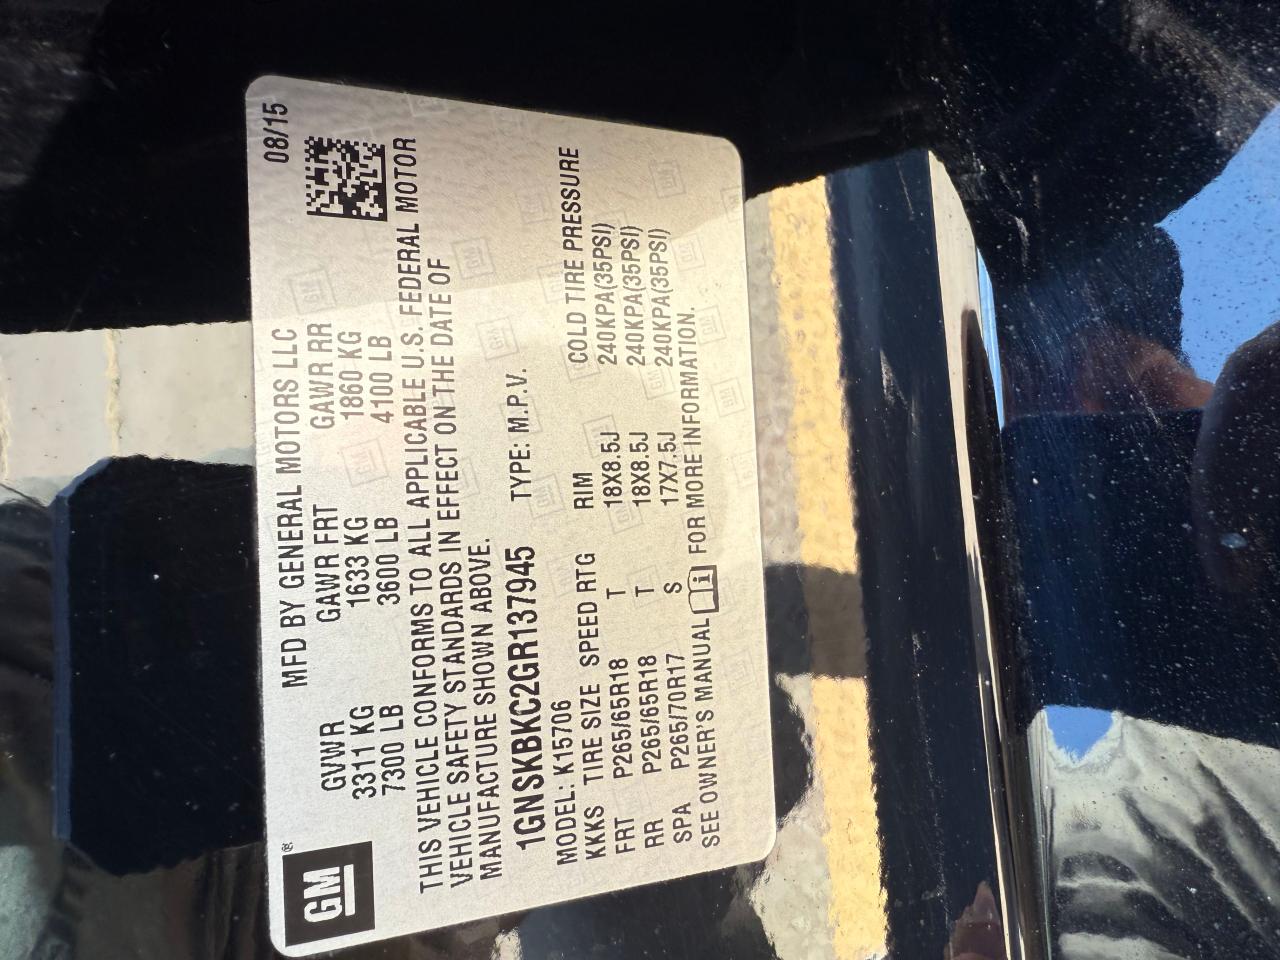 GM®
MFD BY GENERAL MOTORS LLC 08/15
GVWR GAWR FRT GAWR RR
3311 KG 1633 KG 1860 KG
7300 LB 3600 LB 4100 LB
THIS VEHICLE CONFORMS TO ALL APPLICABLE U.S. FEDERAL MOTOR
VEHICLE SAFETY STANDARDS IN EFFECT ON THE DATE OF
MANUFACTURE SHOWN ABOVE.
1GNSKBKC2GR137945 TYPE: M.P.V.
MODEL: K15706
KKKS TIRE SIZE SPEED RTG RIM COLD TIRE PRESSURE
FRT P265/65R18 T 18X8.5J 240KPA(35PSI)
RR P265/65R18 T 18X8.5J 240KPA(35PSI)
SPA P265/70R17 S 17X7.5J 240KPA(35PSI)
SEE OWNER'S MANUAL FOR MORE INFORMATION.